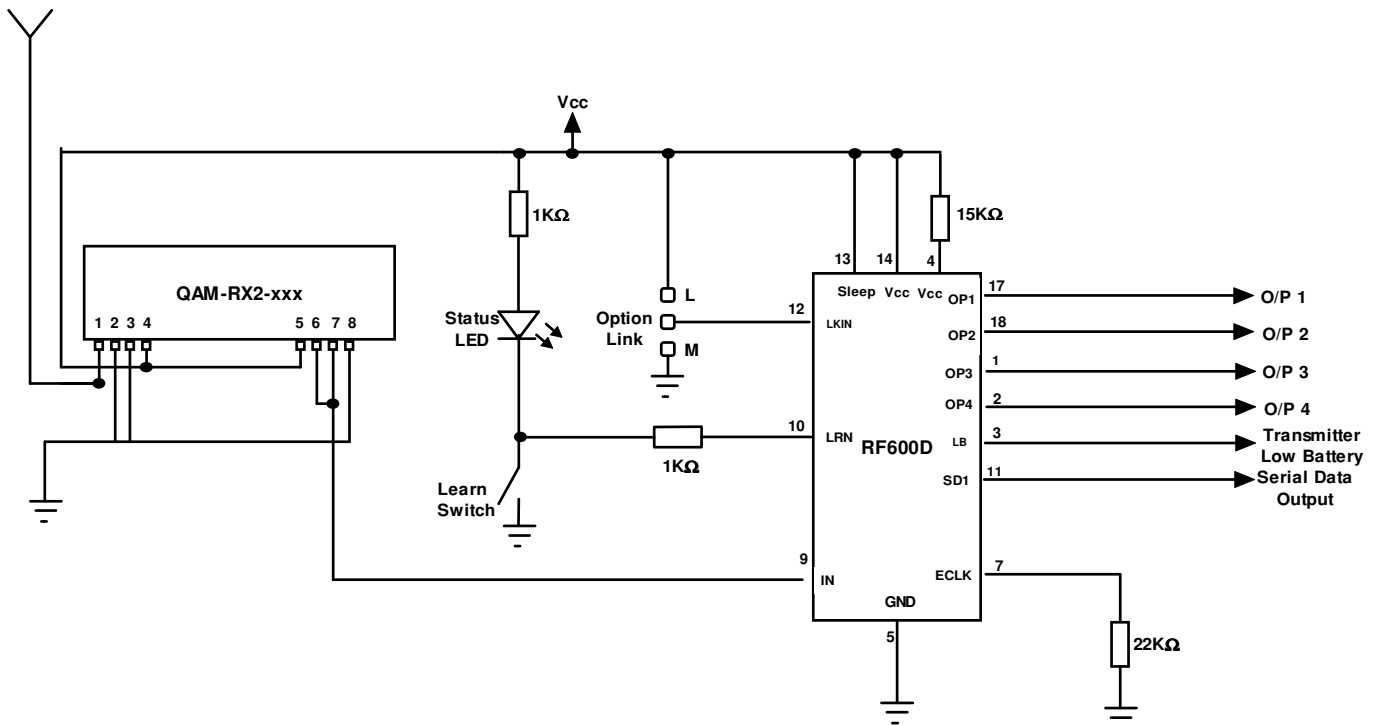 Vcc
1KΩ
15KΩ
13
14
4
QAM-RX2-xxx
1 2 3 4
5 6 7 8
Status
LED
Option
Link
L
M
12
Sleep Vcc Vcc
LKIN
OP1
17
O/P 1
OP2
18
O/P 2
OP3
1
O/P 3
OP4
2
O/P 4
10
LRN
RF600D
LB
3
Transmitter
Low Battery
1KΩ
SD1
11
Serial Data
Output
Learn
Switch
9
IN
ECLK
7
GND
5
22KΩ